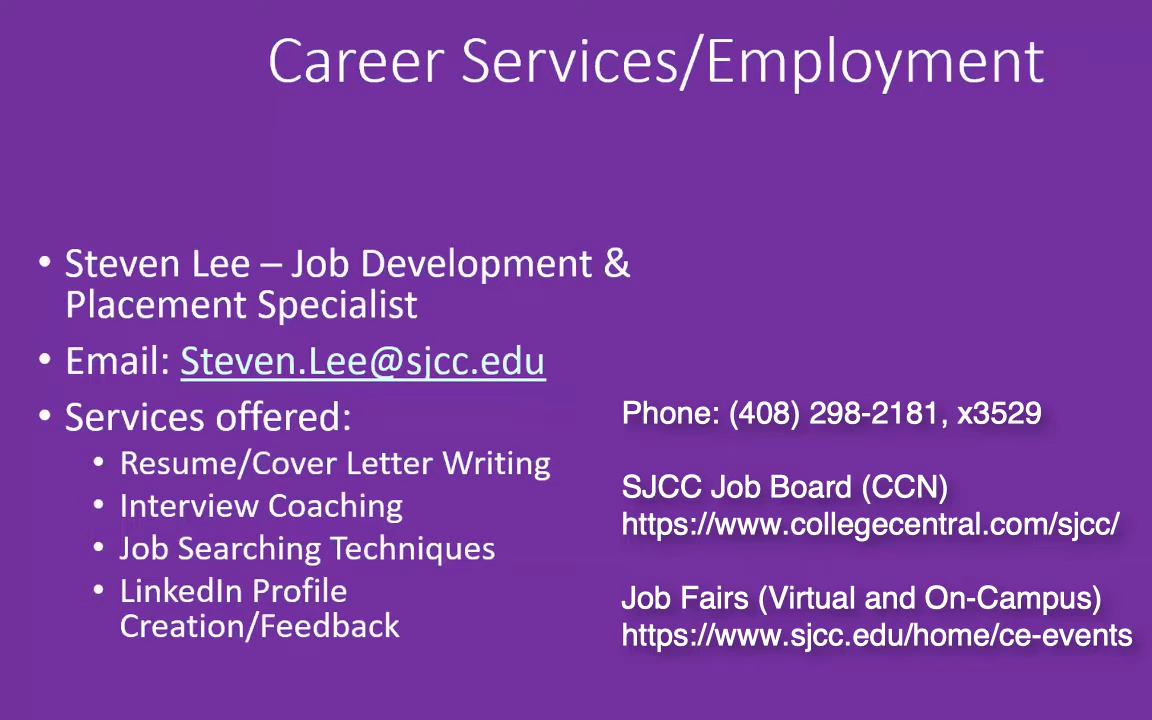 Career Services/Employment
• Steven Lee – Job Development &
Placement Specialist
• Email: Steven.Lee@sjcc.edu
• Services offered:
• Resume/Cover Letter Writing
• Interview Coaching
• Job Searching Techniques
• LinkedIn Profile
Creation/Feedback
Phone: (408) 298-2181, x3529
SJCC Job Board (CCN)
https://www.collegecentral.com/sjcc/
Job Fairs (Virtual and On-Campus)
https://www.sjcc.edu/home/ce-events